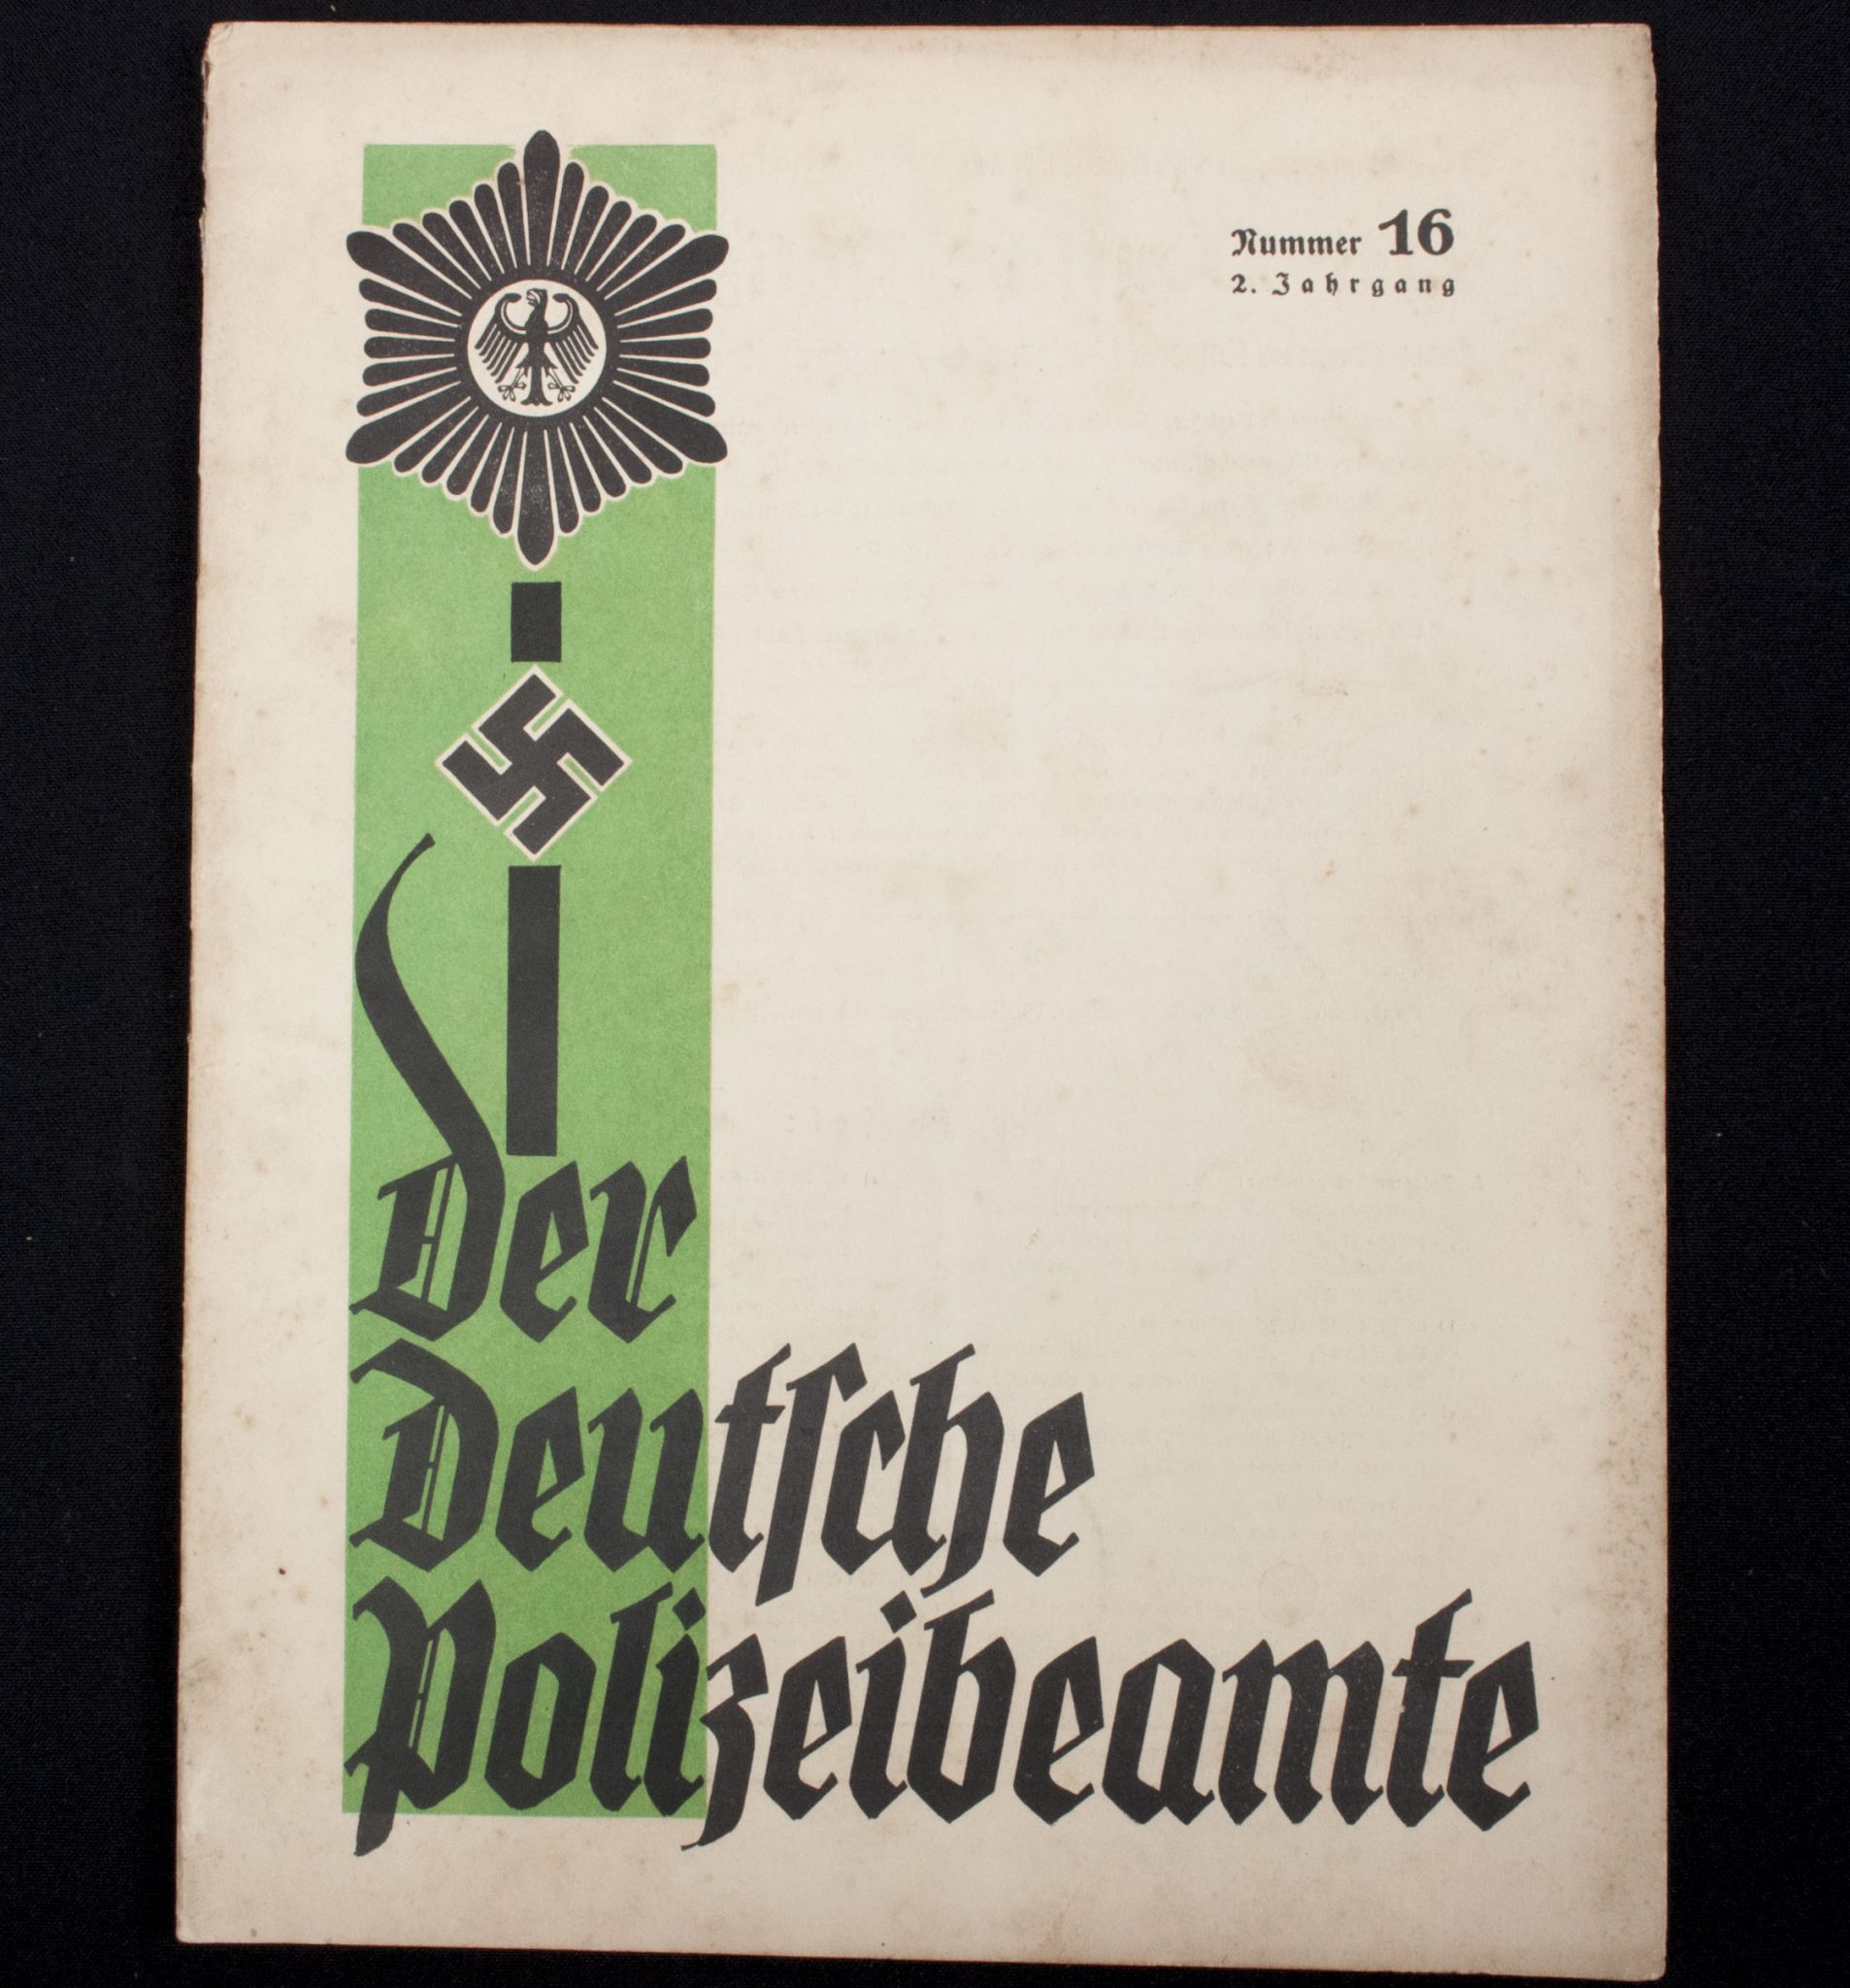 Nummer 16
2. Jahrgang
Der
Deutſche
Polizeibeamte